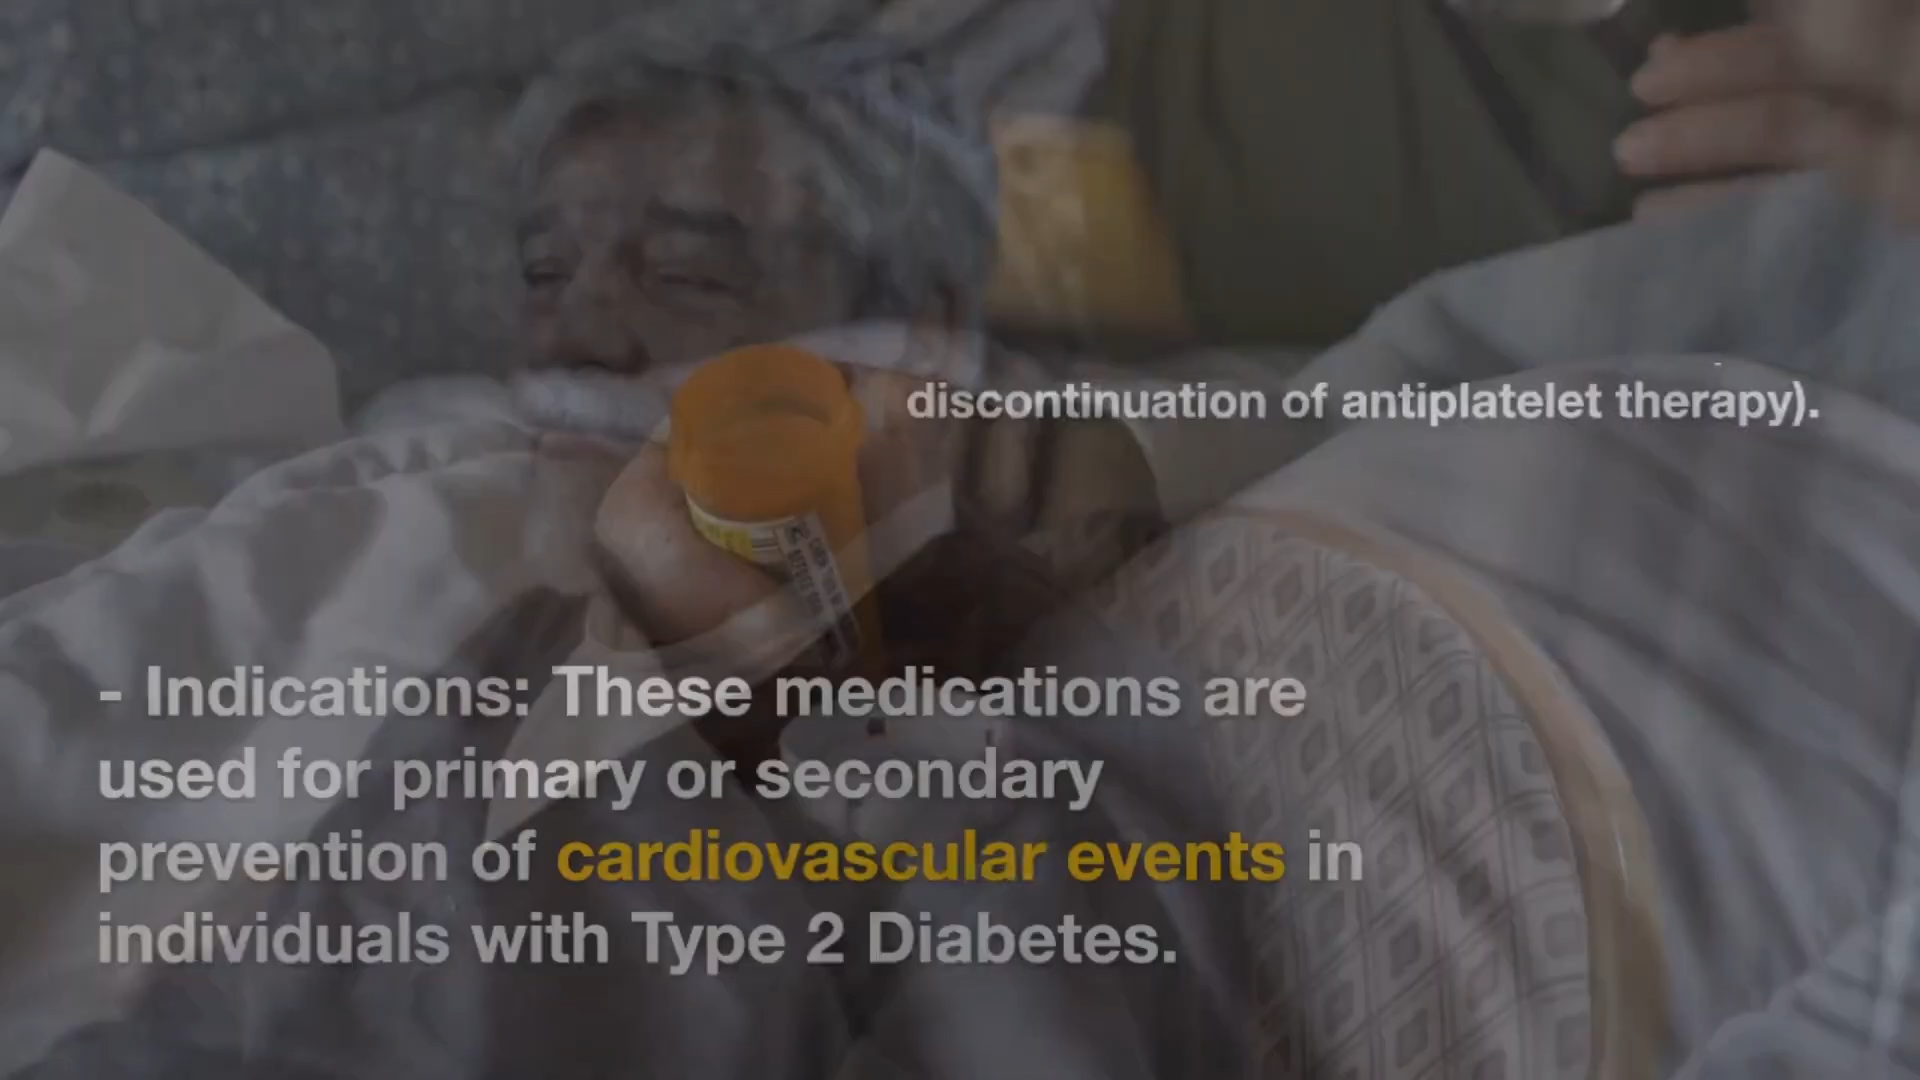 discontinuation of antiplatelet therapy).
- Indications: These medications are
used for primary or secondary
prevention of cardiovascular events in
individuals with Type 2 Diabetes.